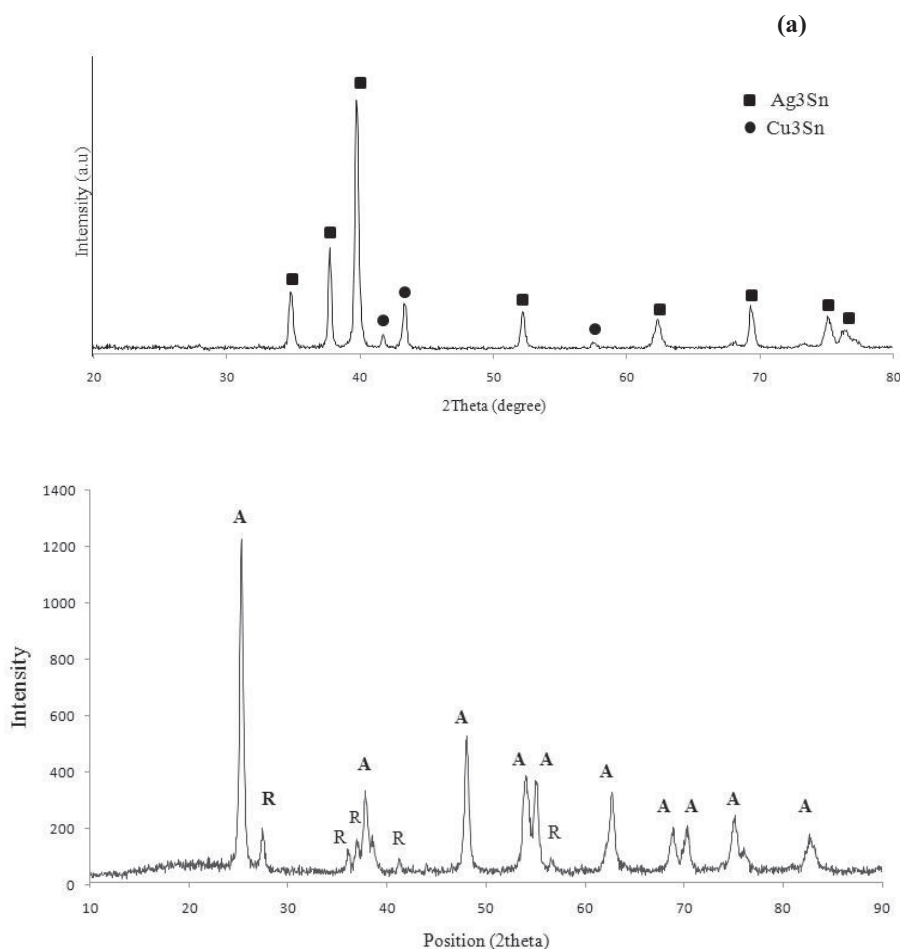 (a)
Ag3Sn
Cu3Sn
Intemsity (a.u)
20 30 40 50 60 70 80
2Theta (degree)
1400
1200
1000
800
600
400
200
0
Intensity
A
R
R
R
A
R
A
A
A
R
A
A
A
A
A
10 20 30 40 50 60 70 80 90
Position (2theta)